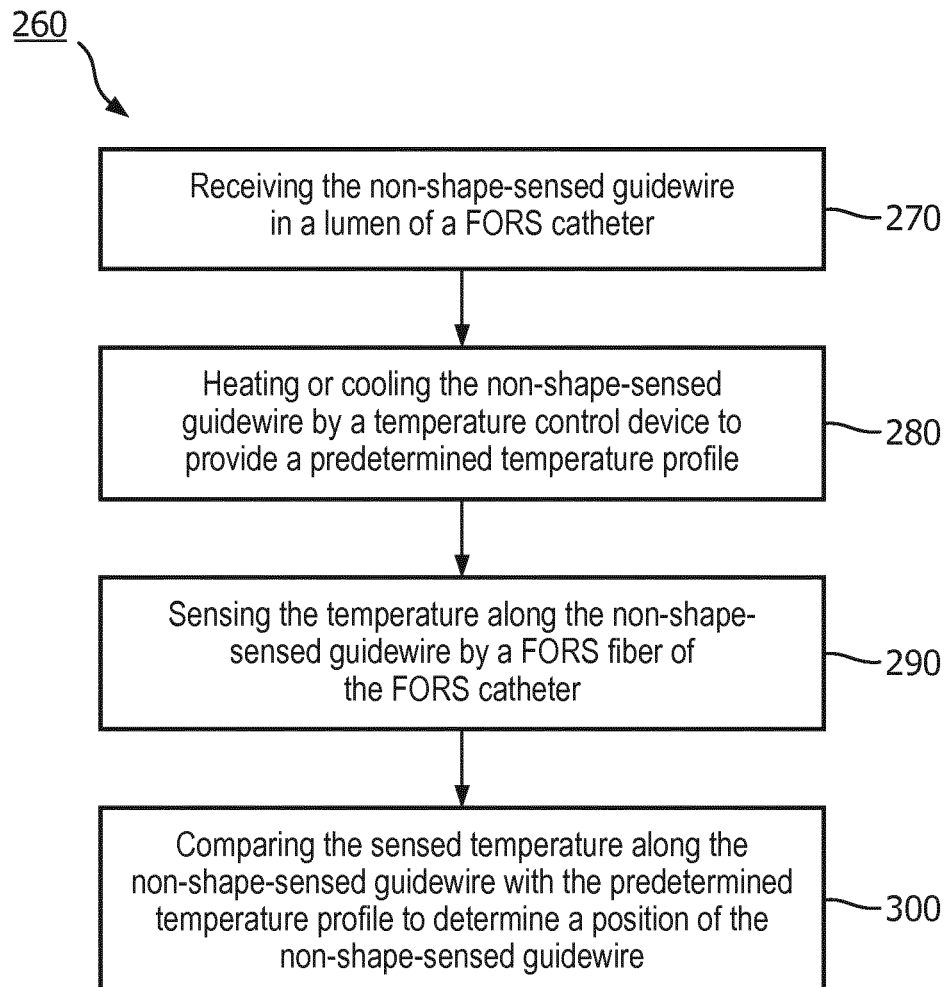 260
Receiving the non-shape-sensed guidewire
in a lumen of a FORS catheter
270
Heating or cooling the non-shape-sensed
guidewire by a temperature control device to
provide a predetermined temperature profile
280
Sensing the temperature along the non-shape-
sensed guidewire by a FORS fiber of
the FORS catheter
290
Comparing the sensed temperature along the
non-shape-sensed guidewire with the predetermined
temperature profile to determine a position of the
non-shape-sensed guidewire
300